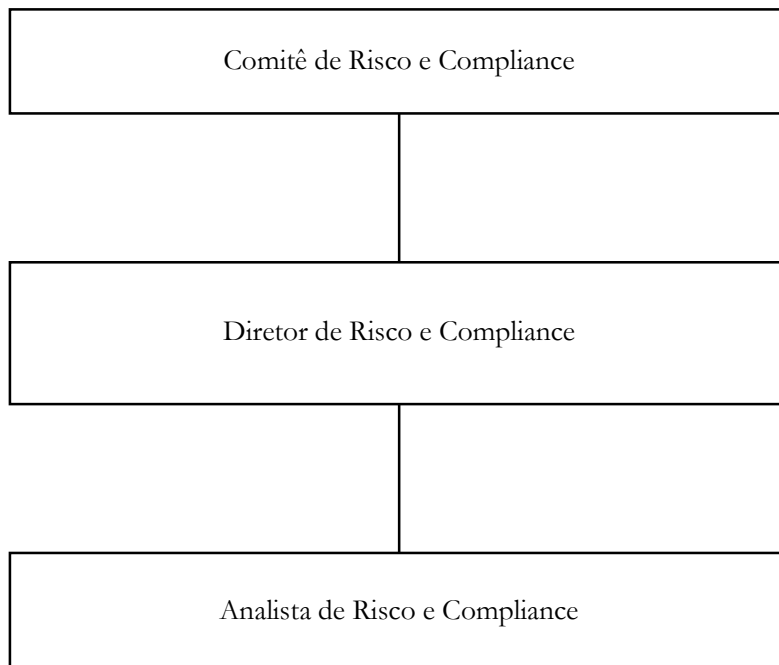 Comitê de Risco e Compliance
Diretor de Risco e Compliance
Analista de Risco e Compliance